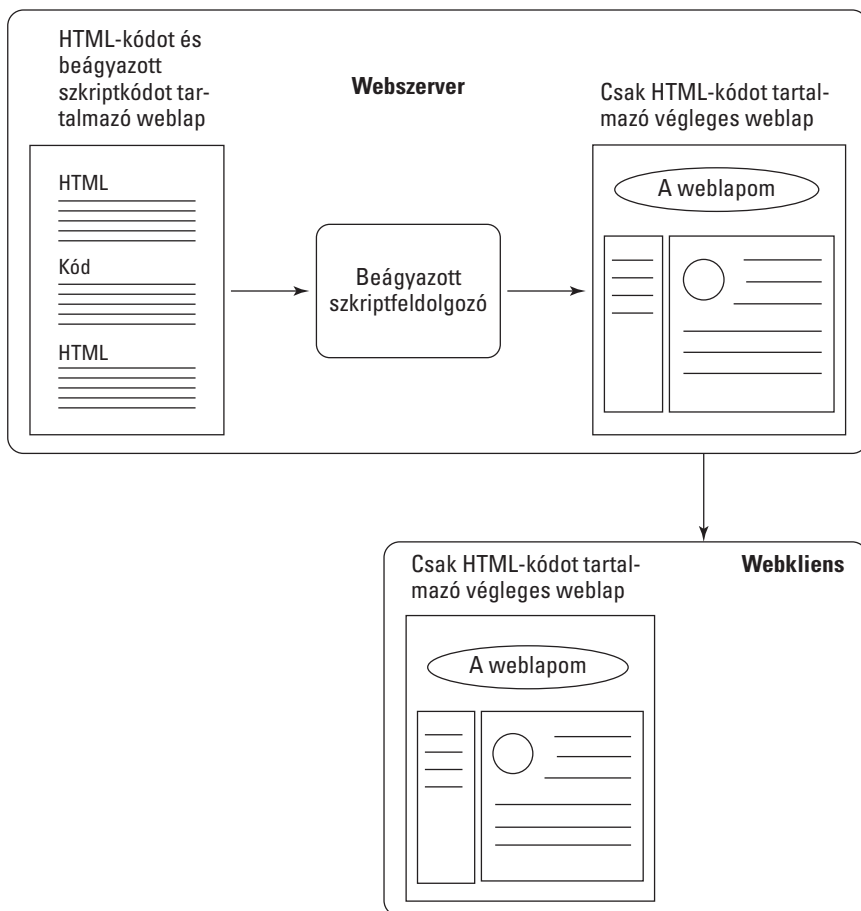 HTML-kódot és
beágyazott
szkriptkódot tar-
talmazó weblap
Webszerver
Csak HTML-kódot tartal-
mazó végleges weblap
HTML
Kód
HTML
Beágyazott
szkriptfeldolgozó
A weblapom
Csak HTML-kódot tartal-
mazó végleges weblap
Webkliens
A weblapom